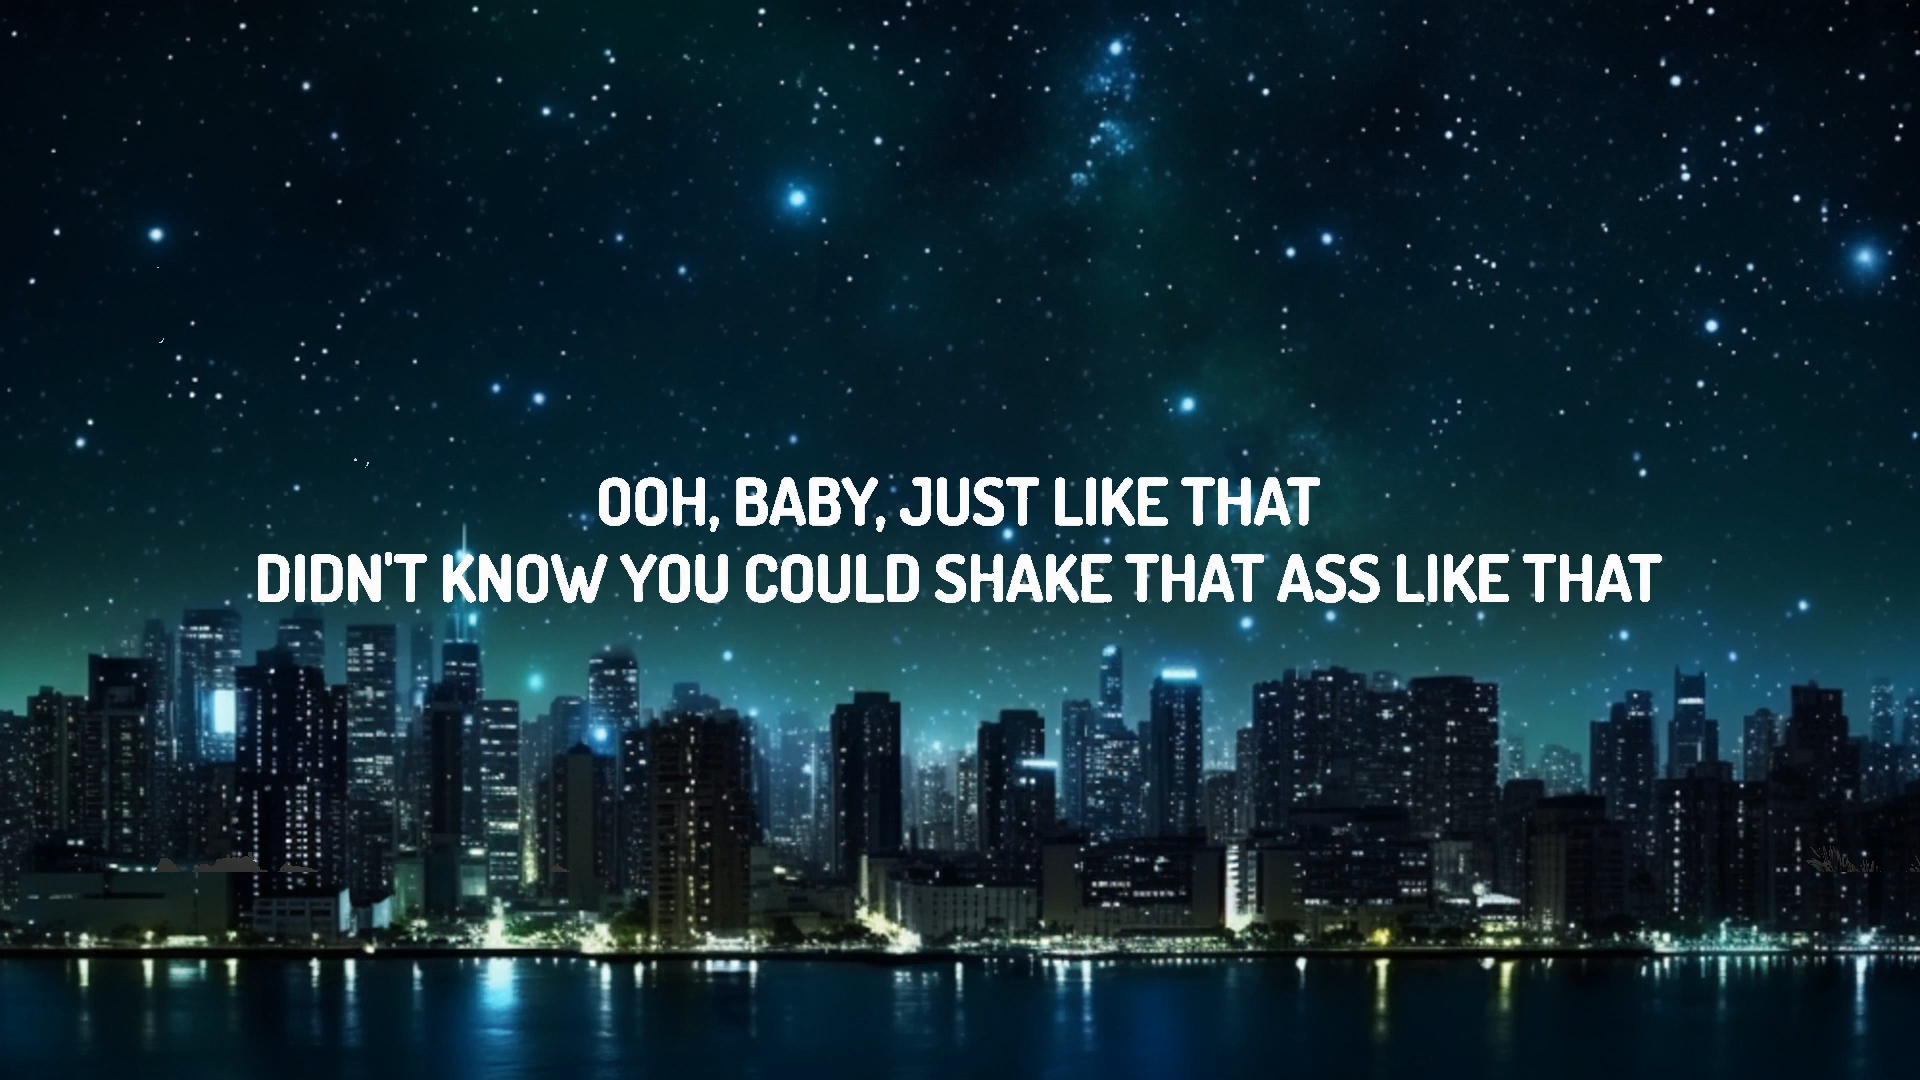 OOH, BABY, JUST LIKE THAT
DIDN'T KNOW YOU COULD SHAKE THAT ASS LIKE THAT